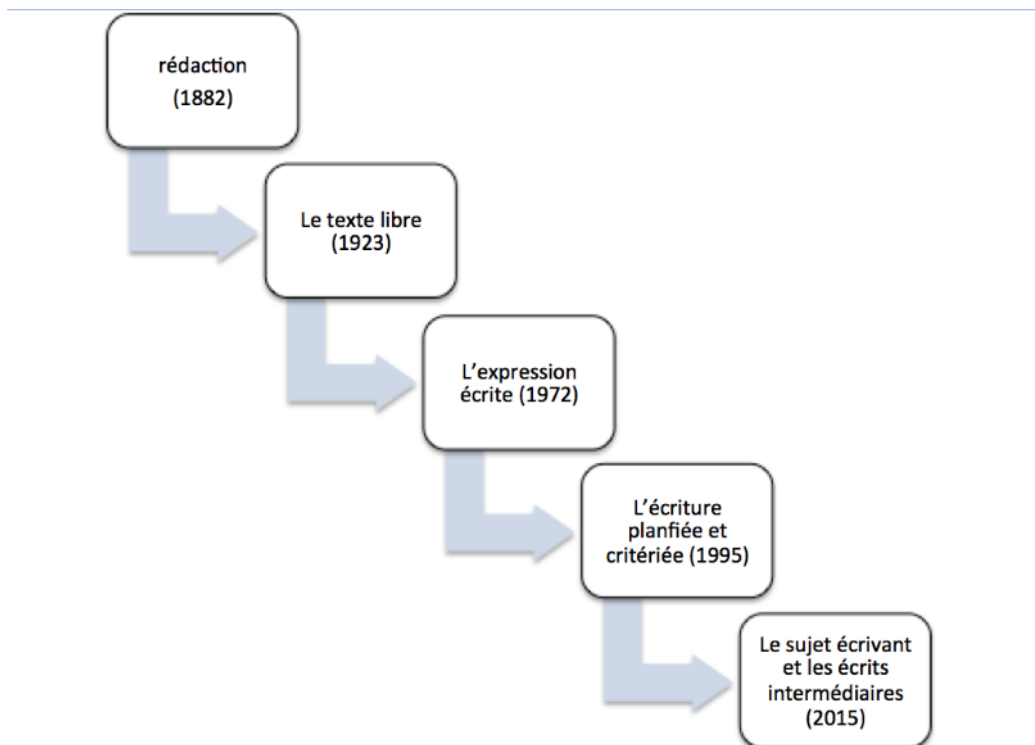 rédaction
(1882)
Le texte libre
(1923)
L'expression
écrite (1972)
L'écriture
planfiée et
critériée (1995)
Le sujet écrivant
et les écrits
intermédiaires
(2015)